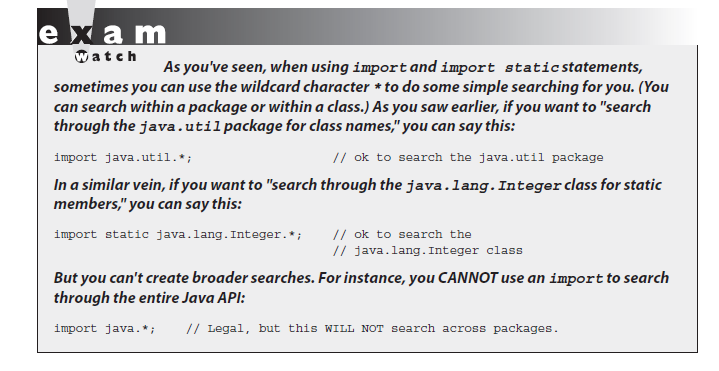 exam
watch
As you've seen, when using import and import static statements,
sometimes you can use the wildcard character * to do some simple searching for you. (You
can search within a package or within a class.) As you saw earlier, if you want to "search
through the java.util package for class names," you can say this:
import java.util.*; // ok to search the java.util package
In a similar vein, if you want to "search through the java.lang.Integer class for static
members," you can say this:
import static java.lang.Integer.*; // ok to search the
// java.lang.Integer class
But you can't create broader searches. For instance, you CANNOT use an import to search
through the entire Java API:
import java.*; // Legal, but this WILL NOT search across packages.